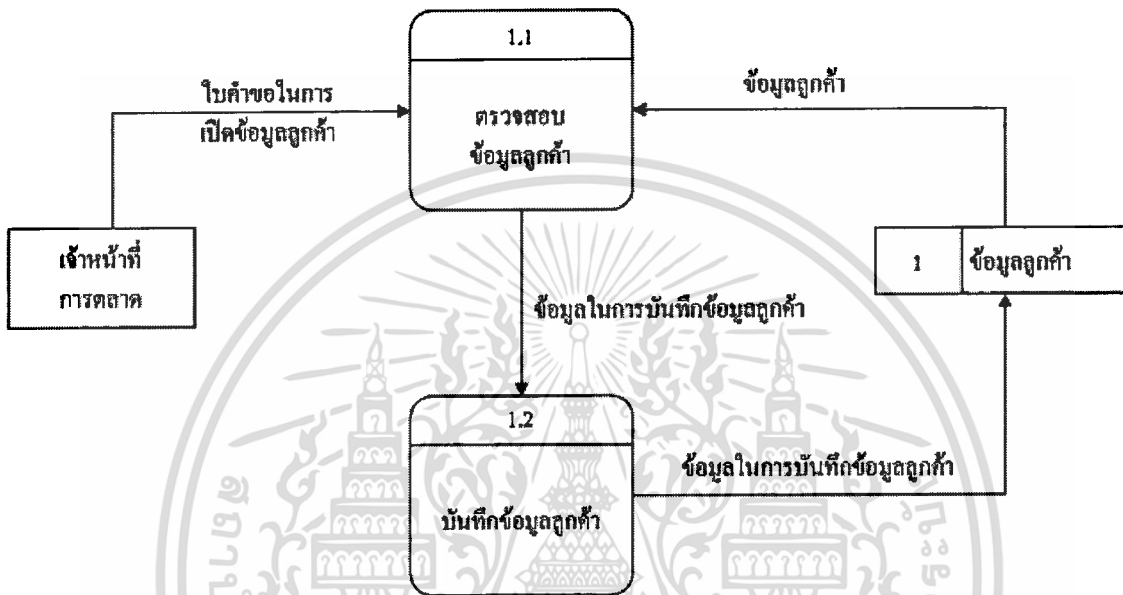 1.1
ตรวจสอบ
ข้อมูลลูกค้า
ใบคำขอในการ
เปิดข้อมูลลูกค้า
ข้อมูลลูกค้า
เจ้าหน้าที่
การตลาด
1 ข้อมูลลูกค้า
ข้อมูลในการบันทึกข้อมูลลูกค้า
1.2
บันทึกข้อมูลลูกค้า
ข้อมูลในการบันทึกข้อมูลลูกค้า